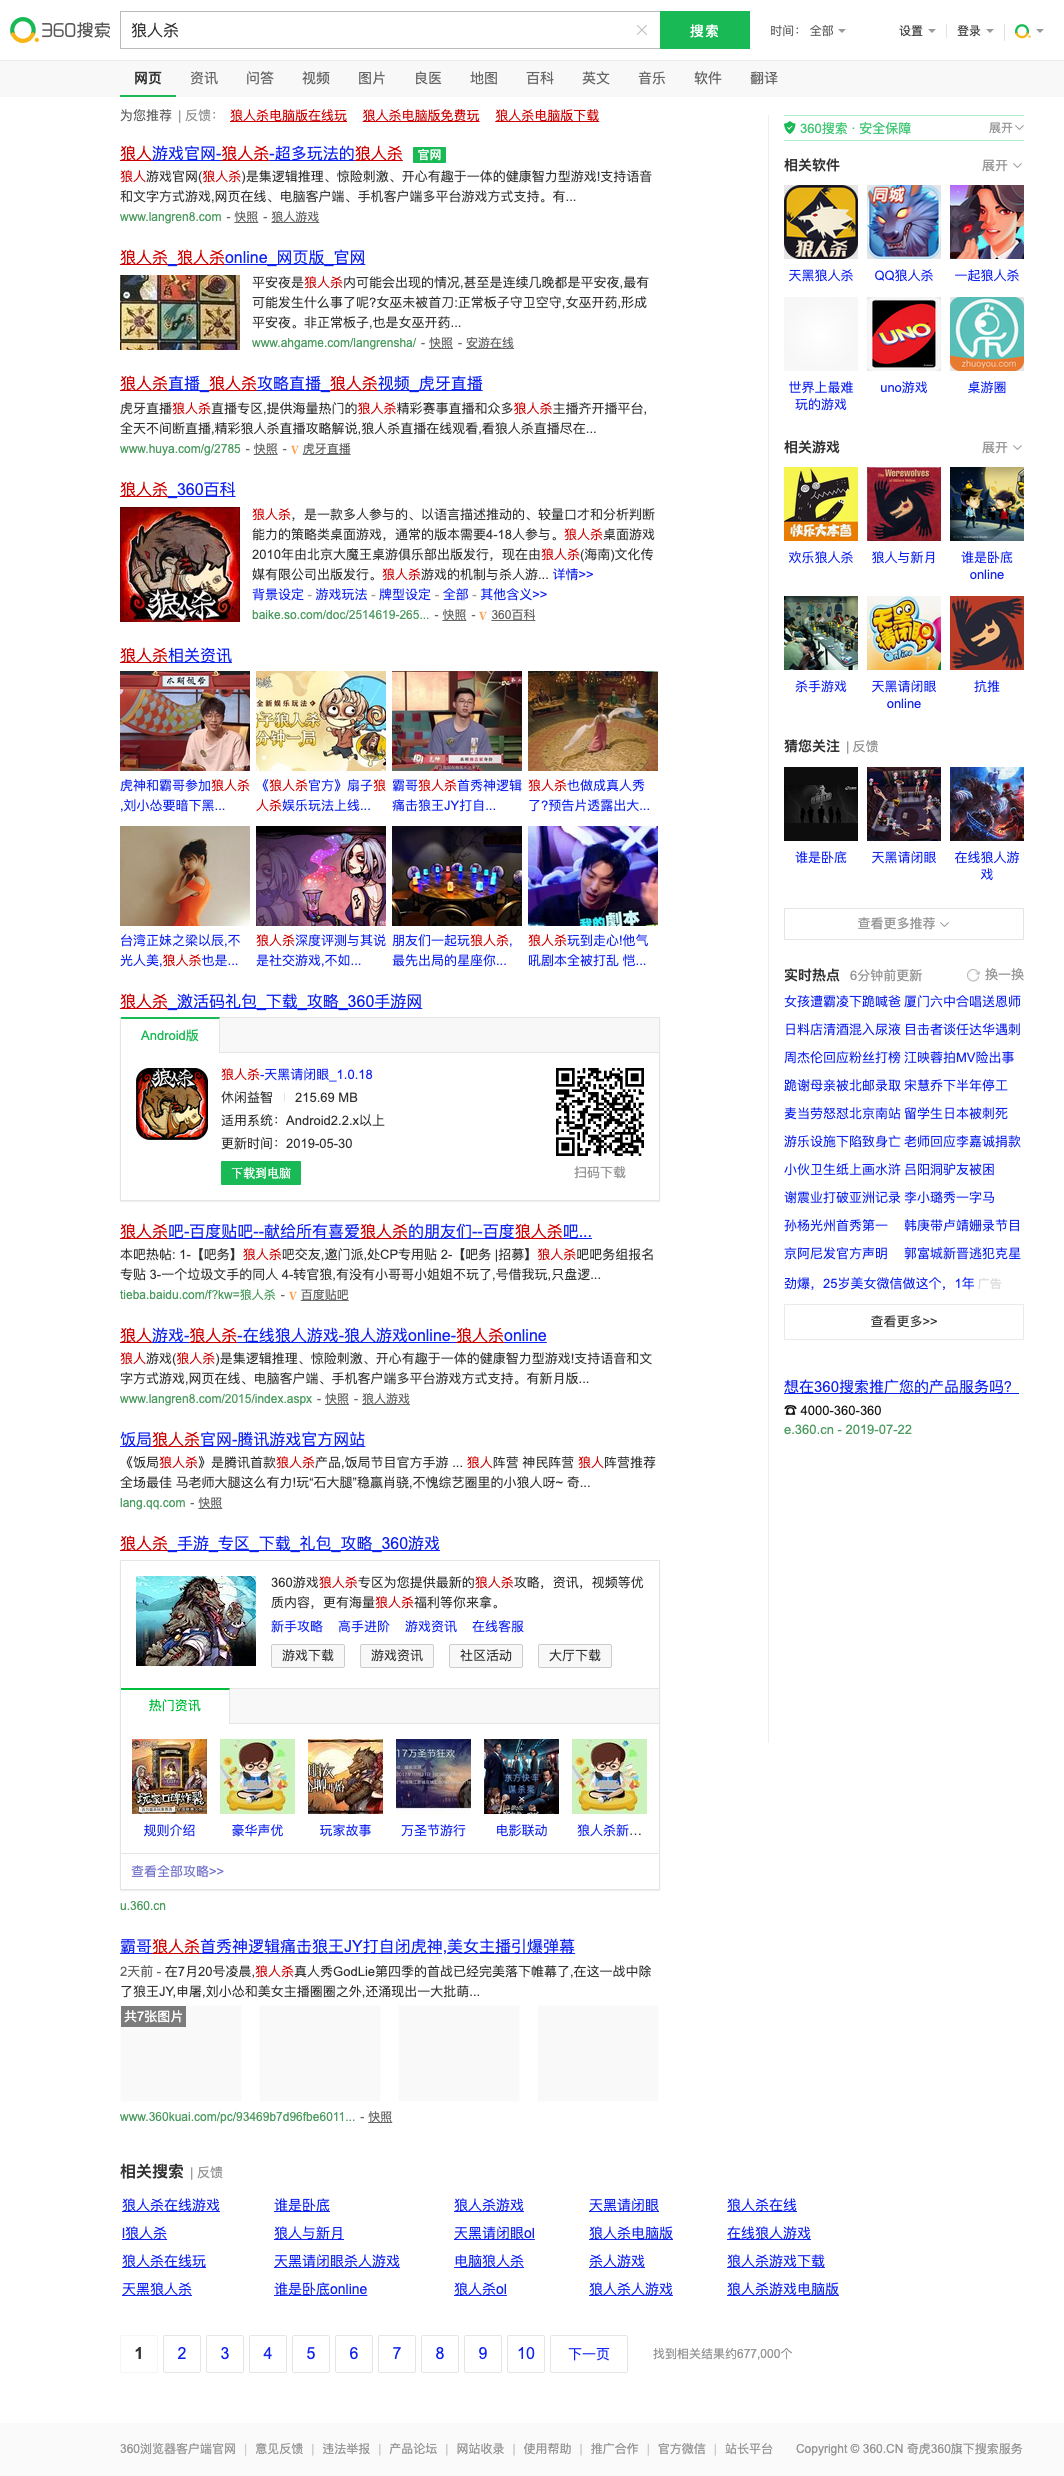 360搜索
狼人杀
搜索
时间： 全部
设置 登录
网页 资讯 问答 视频 图片 良医 地图 百科 英文 音乐 软件 翻译
为您推荐 | 反馈： 狼人杀电脑版在线玩 狼人杀电脑版免费玩 狼人杀电脑版下载
狼人游戏官网-狼人杀-超多玩法的狼人杀 官网
狼人游戏官网(狼人杀)是集逻辑推理、惊险刺激、开心有趣于一体的健康智力型游戏!支持语音
和文字方式游戏,网页在线、电脑客户端、手机客户端多平台游戏方式支持。有...
www.langren8.com - 快照 - 狼人游戏
狼人杀_狼人杀online_网页版_官网
平安夜是狼人杀内可能会出现的情况,甚至是连续几晚都是平安夜,最有
可能发生什么事了呢?女巫未被首刀:正常板子守卫空守,女巫开药,形成
平安夜。非正常板子,也是女巫开药...
www.ahgame.com/langrensha/ - 快照 - 安游在线
狼人杀直播_狼人杀攻略直播_狼人杀视频_虎牙直播
虎牙直播狼人杀直播专区,提供海量热门的狼人杀精彩赛事直播和众多狼人杀主播齐开播平台,
全天不间断直播,精彩狼人杀直播攻略解说,狼人杀直播在线观看,看狼人杀直播尽在...
www.huya.com/g/2785 - 快照 - V 虎牙直播
狼人杀_360百科
狼人杀
狼人杀，是一款多人参与的、以语言描述推动的、较量口才和分析判断
能力的策略类桌面游戏，通常的版本需要4-18人参与。狼人杀桌面游戏
2010年由北京大魔王桌游俱乐部出版发行，现在由狼人杀(海南)文化传
媒有限公司出版发行。狼人杀游戏的机制与杀人游... 详情>>
背景设定 - 游戏玩法 - 牌型设定 - 全部 - 其他含义>>
baike.so.com/doc/2514619-265... - 快照 - V 360百科
狼人杀相关资讯
虎神和霸哥参加狼人杀 《狼人杀官方》扇子狼 霸哥狼人杀首秀神逻辑 狼人杀也做成真人秀
,刘小怂要暗下黑... 人杀娱乐玩法上线... 痛击狼王JY打自... 了?预告片透露出大...
我的劇本
台湾正妹之梁以辰,不 狼人杀深度评测与其说 朋友们一起玩狼人杀, 狼人杀玩到走心!他气
光人美,狼人杀也是... 是社交游戏,不如... 最先出局的星座你... 吼剧本全被打乱 恺...
狼人杀_激活码礼包_下载_攻略_360手游网
Android版
狼人杀
狼人杀-天黑请闭眼_1.0.18
休闲益智 215.69 MB
适用系统：Android2.2.x以上
更新时间：2019-05-30
下载到电脑
扫码下载
狼人杀吧-百度贴吧--献给所有喜爱狼人杀的朋友们--百度狼人杀吧...
本吧热帖: 1-【吧务】狼人杀吧交友,邀门派,处CP专用贴 2-【吧务 |招募】狼人杀吧吧务组报名
专贴 3-一个垃圾文手的同人 4-转官狼,有没有小哥哥小姐姐不玩了,号借我玩,只盘逻...
tieba.baidu.com/f?kw=狼人杀 - V 百度贴吧
狼人游戏-狼人杀-在线狼人游戏-狼人游戏online-狼人杀online
狼人游戏(狼人杀)是集逻辑推理、惊险刺激、开心有趣于一体的健康智力型游戏!支持语音和文
字方式游戏,网页在线、电脑客户端、手机客户端多平台游戏方式支持。有新月版...
www.langren8.com/2015/index.aspx - 快照 - 狼人游戏
饭局狼人杀官网-腾讯游戏官方网站
《饭局狼人杀》是腾讯首款狼人杀产品,饭局节目官方手游 ... 狼人阵营 神民阵营 狼人阵营推荐
全场最佳 马老师大腿这么有力!玩“石大腿”稳赢肖骁,不愧综艺圈里的小狼人呀~ 奇...
lang.qq.com - 快照
狼人杀_手游_专区_下载_礼包_攻略_360游戏
360游戏狼人杀专区为您提供最新的狼人杀攻略，资讯，视频等优
质内容，更有海量狼人杀福利等你来拿。
新手攻略 高手进阶 游戏资讯 在线客服
游戏下载 游戏资讯 社区活动 大厅下载
热门资讯
规则介绍 豪华声优 玩家故事 万圣节游行 电影联动 狼人杀新...
查看全部攻略>>
u.360.cn
霸哥狼人杀首秀神逻辑痛击狼王JY打自闭虎神,美女主播引爆弹幕
2天前 - 在7月20号凌晨,狼人杀真人秀GodLie第四季的首战已经完美落下帷幕了,在这一战中除
了狼王JY,申屠,刘小怂和美女主播圈圈之外,还涌现出一大批萌...
共7张图片
www.360kuai.com/pc/93469b7d96fbe6011... - 快照
相关搜索 | 反馈
狼人杀在线游戏 谁是卧底 狼人杀游戏 天黑请闭眼 狼人杀在线
l狼人杀 狼人与新月 天黑请闭眼ol 狼人杀电脑版 在线狼人游戏
狼人杀在线玩 天黑请闭眼杀人游戏 电脑狼人杀 杀人游戏 狼人杀游戏下载
天黑狼人杀 谁是卧底online 狼人杀ol 狼人杀人游戏 狼人杀游戏电脑版
1 2 3 4 5 6 7 8 9 10 下一页 找到相关结果约677,000个
360搜索 · 安全保障 展开
相关软件 展开
狼人杀 同城
天黑狼人杀 QQ狼人杀 一起狼人杀
UNO zhuoyou.com
世界上最难 uno游戏 桌游圈
玩的游戏
相关游戏 展开
快乐大本营 Werewolves
欢乐狼人杀 狼人与新月 谁是卧底
online
天黑请闭眼
杀手游戏 天黑请闭眼 抗推
online
猜您关注 | 反馈
谁是卧底 天黑请闭眼 在线狼人游
戏
查看更多推荐
实时热点 6分钟前更新 换一换
女孩遭霸凌下跪喊爸 厦门六中合唱送恩师
日料店清酒混入尿液 目击者谈任达华遇刺
周杰伦回应粉丝打榜 江映蓉拍MV险出事
跪谢母亲被北邮录取 宋慧乔下半年停工
麦当劳怒怼北京南站 留学生日本被刺死
游乐设施下陷致身亡 老师回应李嘉诚捐款
小伙卫生纸上画水浒 吕阳洞驴友被困
谢震业打破亚洲记录 李小璐秀一字马
孙杨光州首秀第一 韩庚带卢靖姗录节目
京阿尼发官方声明 郭富城新晋逃犯克星
劲爆，25岁美女微信做这个，1年 广告
查看更多>>
想在360搜索推广您的产品服务吗？
☎ 4000-360-360
e.360.cn - 2019-07-22
360浏览器客户端官网 | 意见反馈 | 违法举报 | 产品论坛 | 网站收录 | 使用帮助 | 推广合作 | 官方微信 | 站长平台 Copyright © 360.CN 奇虎360旗下搜索服务